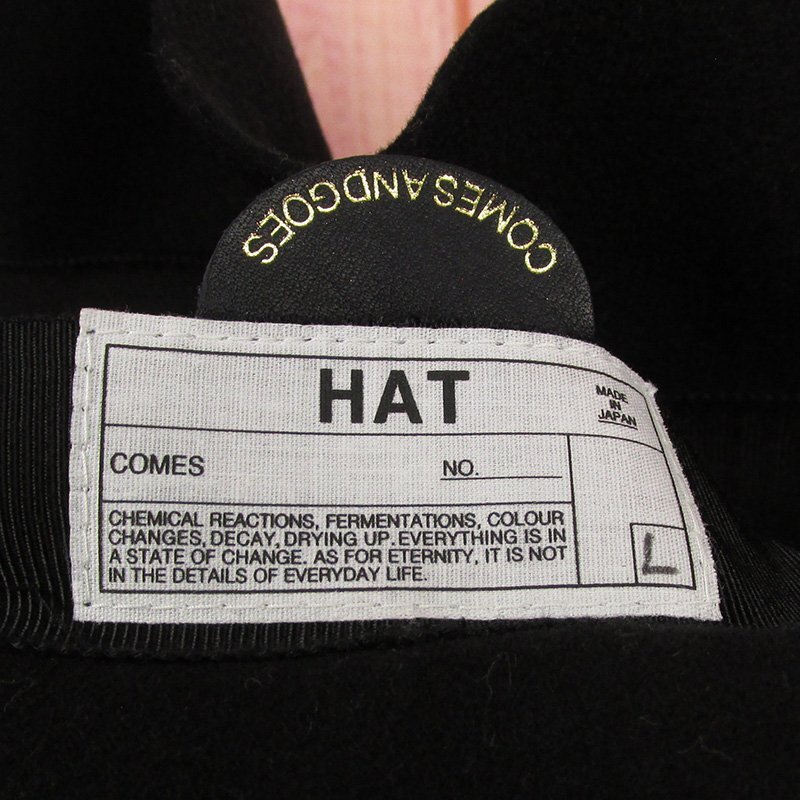 COMES AND GOES
HAT
MADE
IN
JAPAN
COMES
NO.
CHEMICAL REACTIONS, FERMENTATIONS, COLOUR
CHANGES, DECAY, DRYING UP. EVERYTHING IS IN
A STATE OF CHANGE. AS FOR ETERNITY, IT IS NOT
IN THE DETAILS OF EVERYDAY LIFE.
L